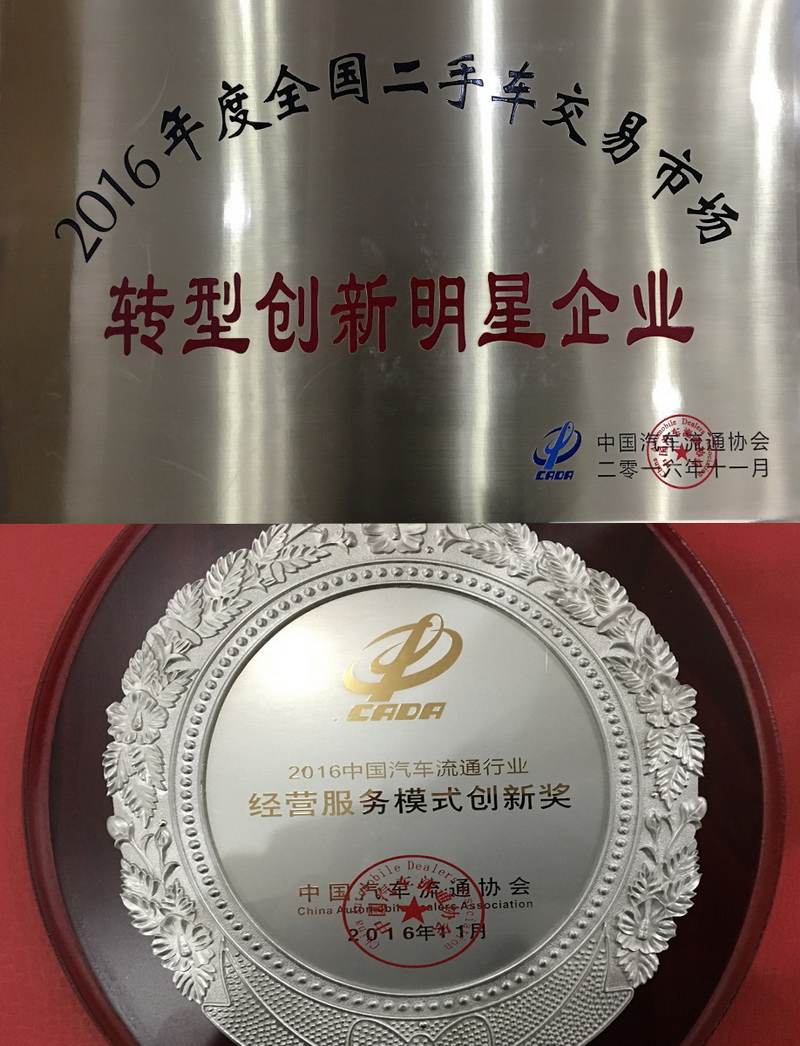 2016年度全国二手车交易市场
转型创新明星企业
CADA
中国汽车流通协会
二零一六年十一月
CADA
2016中国汽车流通行业
经营服务模式创新奖
中国汽车流通协会
China Automobile Dealers Association
2016年11月